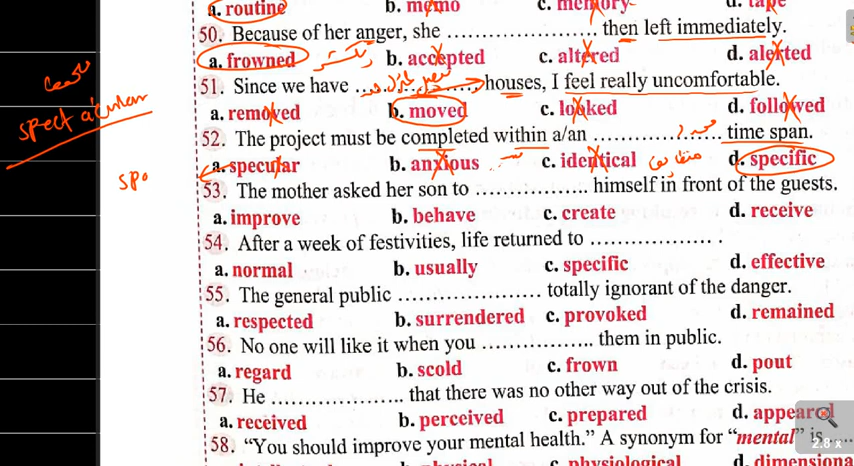 a. routine b. memo c. memory d. tape
50. Because of her anger, she ........................ then left immediately.
a. frowned b. accepted c. altered d. alerted
51. Since we have ........................ houses, I feel really uncomfortable.
a. removed b. moved c. looked d. followed
52. The project must be completed within a/an ........................ time span.
a. specular b. anxious c. identical d. specific
53. The mother asked her son to ........................ himself in front of the guests.
a. improve b. behave c. create d. receive
54. After a week of festivities, life returned to ........................ .
a. normal b. usually c. specific d. effective
55. The general public ........................ totally ignorant of the danger.
a. respected b. surrendered c. provoked d. remained
56. No one will like it when you ........................ them in public.
a. regard b. scold c. frown d. pout
57. He ........................ that there was no other way out of the crisis.
a. received b. perceived c. prepared d. appeared
58. “You should improve your mental health.” A synonym for “mental” is ....
2.8 x
b. physical c. physiological d. dimensiona
spo